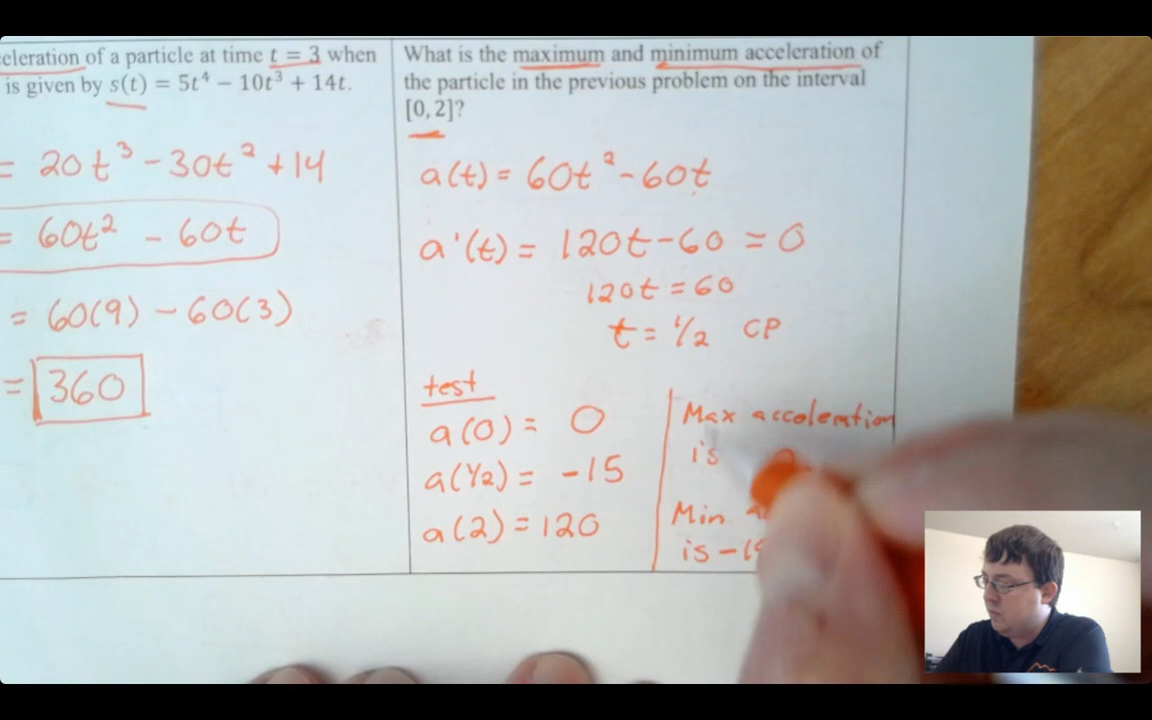 eleration of a particle at time t = 3 when
is given by s(t) = 5t⁴ − 10t³ + 14t.
= 20t³ - 30t² + 14
= 60t² - 60t
= 60(9) - 60(3)
= 360
What is the maximum and minimum acceleration of
the particle in the previous problem on the interval
[0, 2]?
a(t) = 60t² - 60t
a'(t) = 120t - 60 = 0
120t = 60
t = 1/2 CP
test
a(0) = 0
a(1/2) = -15
a(2) = 120
Max acceleration
is
Min
is